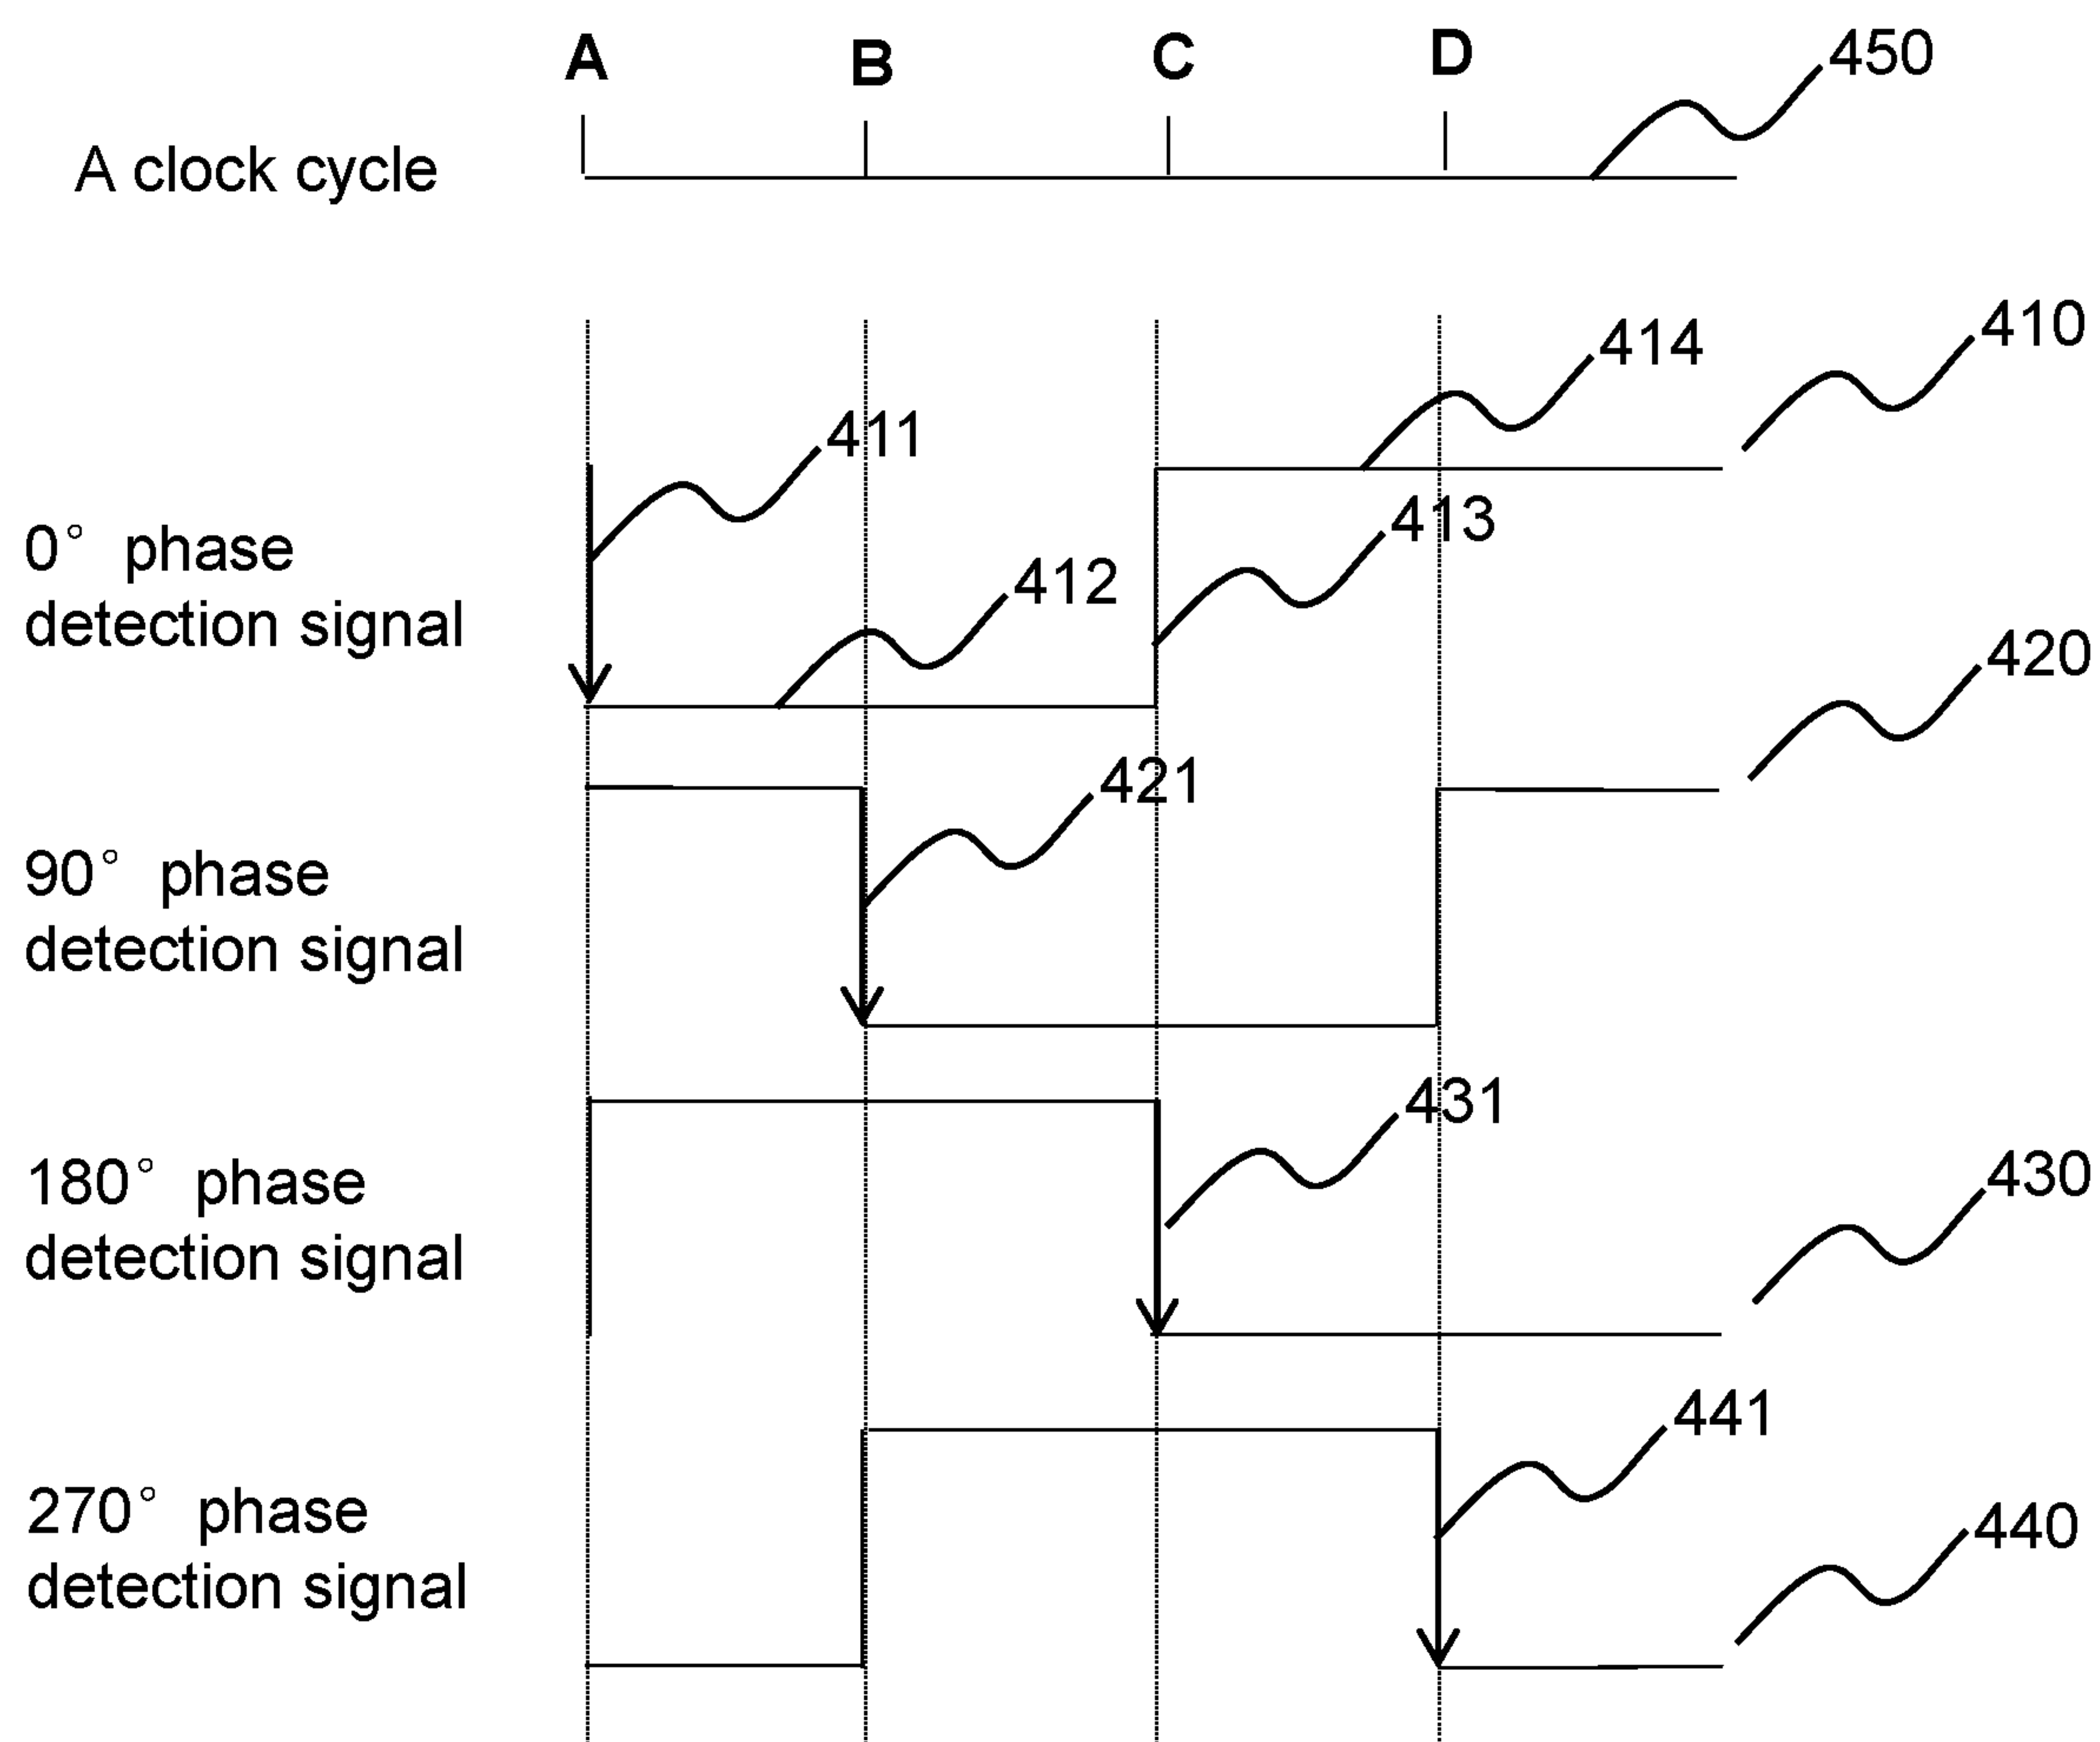 A B C D 450
A clock cycle
410
414
411
413
0° phase
detection signal
412
420
421
90° phase
detection signal
431
430
180° phase
detection signal
441
440
270° phase
detection signal